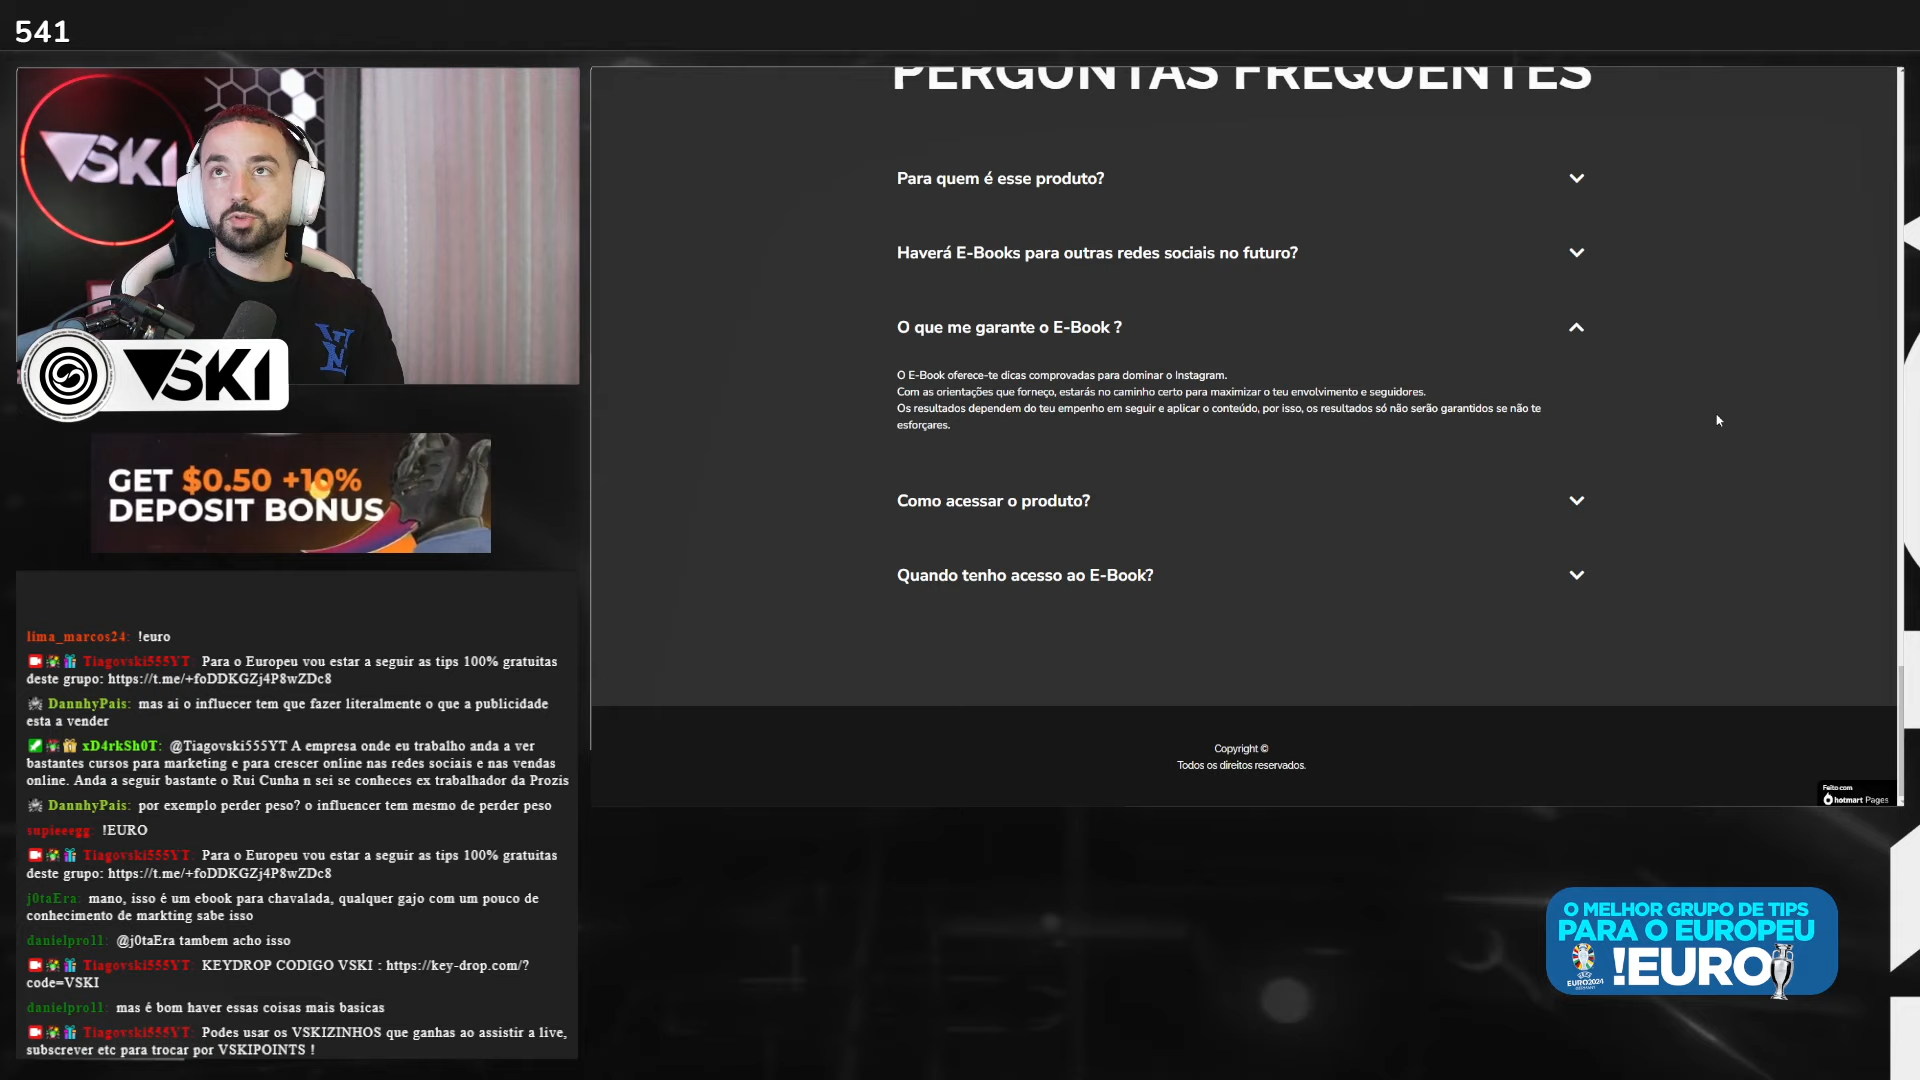 541
VSKI
VSKI
GET $0.50 +10%
DEPOSIT BONUS
lima_marcos24: !euro
Tiagovski555YT: Para o Europeu vou estar a seguir as tips 100% gratuitas
deste grupo: https://t.me/+foDDKGZj4P8wZDc8
DannhyPais: mas ai o influecer tem que fazer literalmente o que a publicidade
esta a vender
xD4rkSh0T: @Tiagovski555YT A empresa onde eu trabalho anda a ver
bastantes cursos para marketing e para crescer online nas redes sociais e nas vendas
online. Anda a seguir bastante o Rui Cunha n sei se conheces ex trabalhador da Prozis
DannhyPais: por exemplo perder peso? o influencer tem mesmo de perder peso
supieeegg: !EURO
Tiagovski555YT: Para o Europeu vou estar a seguir as tips 100% gratuitas
deste grupo: https://t.me/+foDDKGZj4P8wZDc8
j0taEra: mano, isso é um ebook para chavalada, qualquer gajo com um pouco de
conhecimento de markting sabe isso
danielpro11: @j0taEra tambem acho isso
Tiagovski555YT: KEYDROP CODIGO VSKI : https://key-drop.com/?
code=VSKI
danielpro11: mas é bom haver essas coisas mais basicas
Tiagovski555YT: Podes usar os VSKIZINHOS que ganhas ao assistir a live,
subscrever etc para trocar por VSKIPOINTS !
PERGUNTAS FREQUENTES
Para quem é esse produto?
Haverá E-Books para outras redes sociais no futuro?
O que me garante o E-Book ?
O E-Book oferece-te dicas comprovadas para dominar o Instagram.
Com as orientações que forneço, estarás no caminho certo para maximizar o teu envolvimento e seguidores.
Os resultados dependem do teu empenho em seguir e aplicar o conteúdo, por isso, os resultados só não serão garantidos se não te
esforçares.
Como acessar o produto?
Quando tenho acesso ao E-Book?
Copyright ©
Todos os direitos reservados.
Feito com
hotmart Pages
O MELHOR GRUPO DE TIPS
PARA O EUROPEU
!EURO
EURO2024
GERMANY